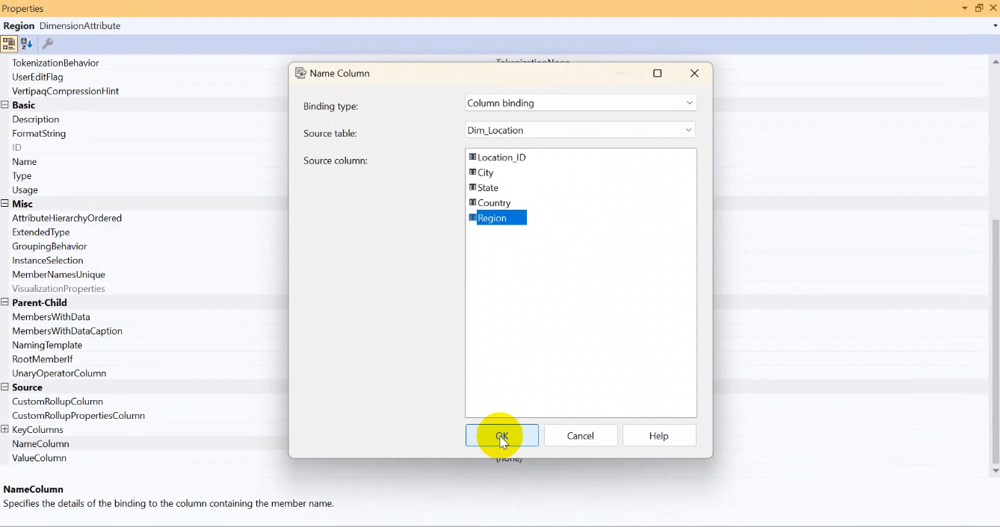 Properties
Region DimensionAttribute
TokenizationBehavior
UserEditFlag
VertipaqCompressionHint
Basic
Description
FormatString
ID
Name
Type
Usage
Misc
AttributeHierarchyOrdered
ExtendedType
GroupingBehavior
InstanceSelection
MemberNamesUnique
VisualizationProperties
Parent-Child
MembersWithData
MembersWithDataCaption
NamingTemplate
RootMemberIf
UnaryOperatorColumn
Source
CustomRollupColumn
CustomRollupPropertiesColumn
KeyColumns
NameColumn
ValueColumn
TokenizationNone
Name Column
Binding type: Column binding
Source table: Dim_Location
Source column:
Location_ID
City
State
Country
Region
OK Cancel Help
(none)
NameColumn
Specifies the details of the binding to the column containing the member name.